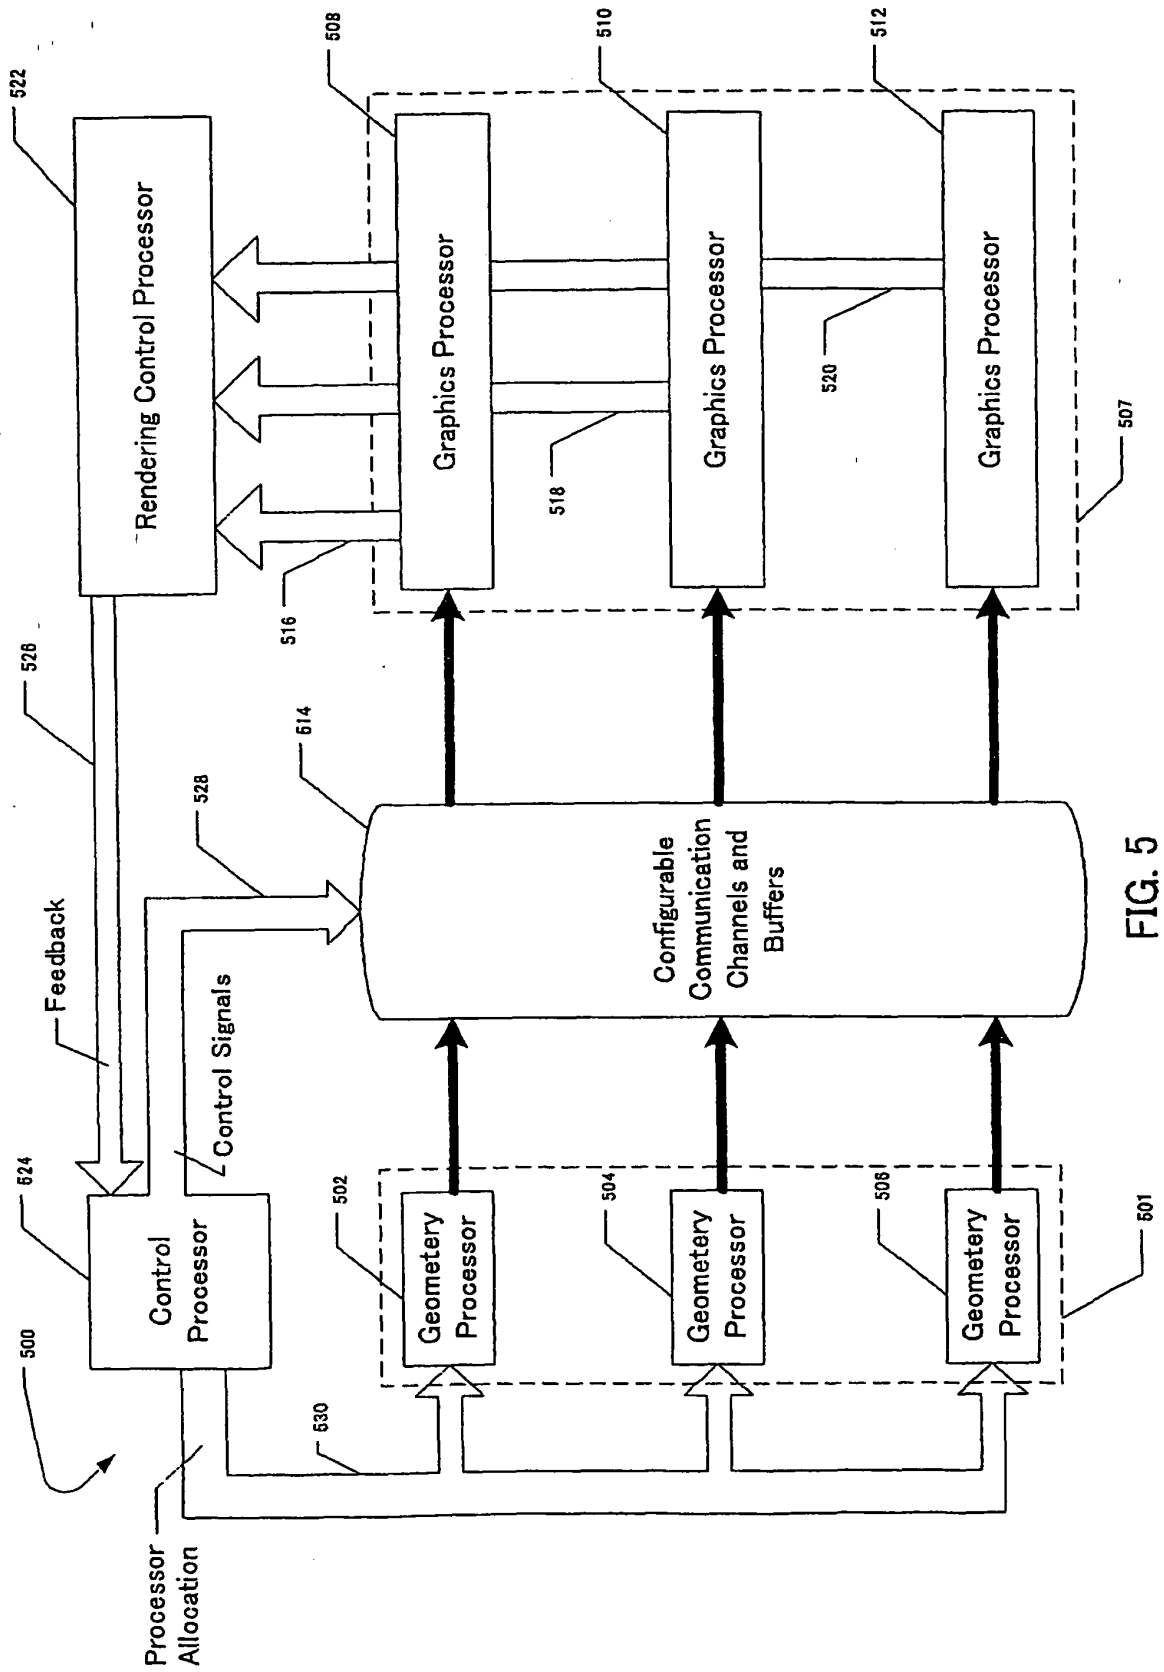 522
526
Feedback
524
500
Control
Processor
Rendering Control Processor
Processor
Allocation
Control Signals
528
530
514
516
508
502
Geometery
Processor
Graphics Processor
518
510
504
Geometery
Processor
Configurable
Communication
Channels and
Buffers
Graphics Processor
520
512
506
Geometery
Processor
Graphics Processor
501
507
FIG. 5